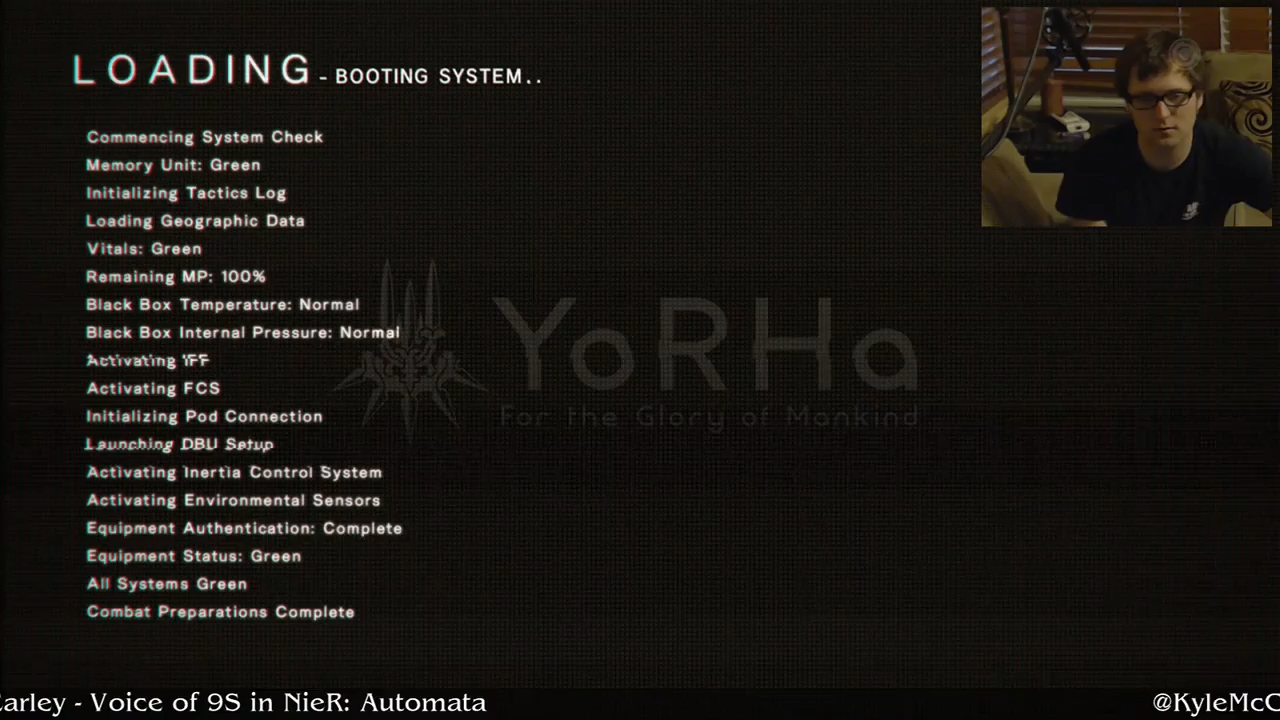 LOADING - BOOTING SYSTEM..
Commencing System Check
Memory Unit: Green
Initializing Tactics Log
Loading Geographic Data
Vitals: Green
Remaining MP: 100%
Black Box Temperature: Normal
Black Box Internal Pressure: Normal
Activating IFF
Activating FCS
Initializing Pod Connection
Launching DBU Setup
Activating Inertia Control System
Activating Environmental Sensors
Equipment Authentication: Complete
Equipment Status: Green
All Systems Green
Combat Preparations Complete
YoRHa
For the Glory of Mankind
Carley - Voice of 9S in NieR: Automata @KyleMcC